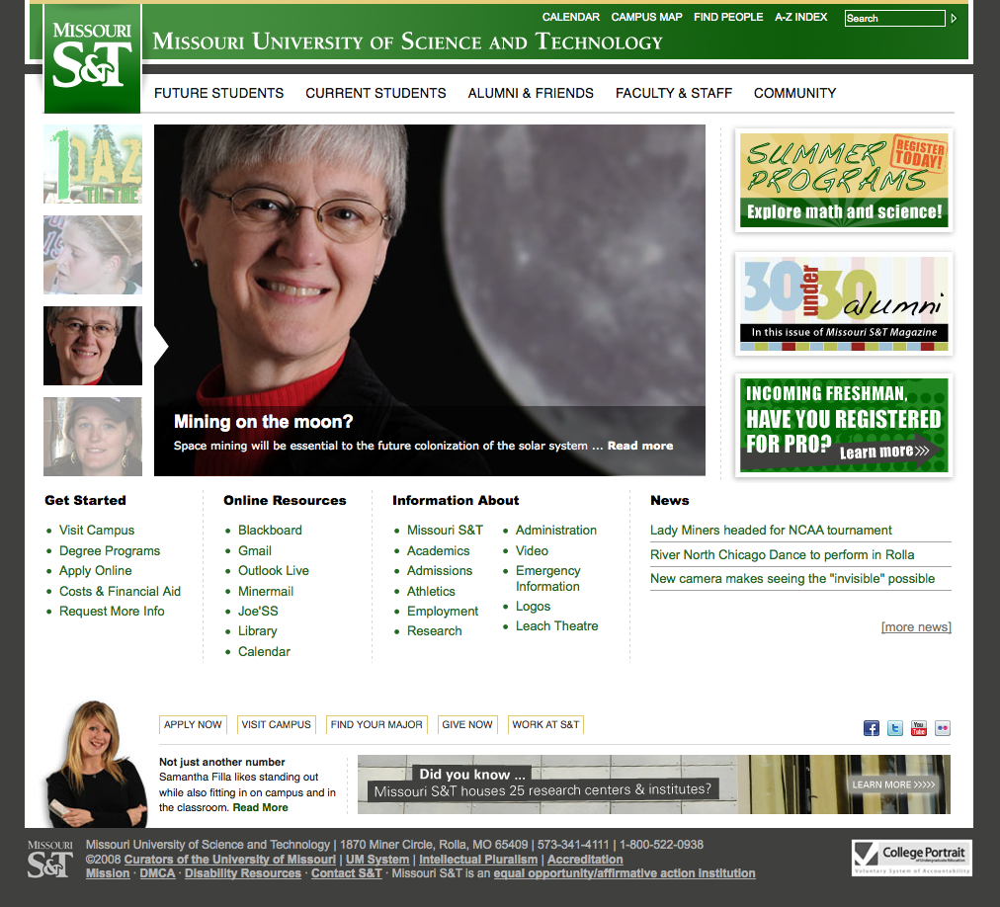 CALENDAR CAMPUS MAP FIND PEOPLE A-Z INDEX Search
MISSOURI
S&T
MISSOURI UNIVERSITY OF SCIENCE AND TECHNOLOGY
FUTURE STUDENTS CURRENT STUDENTS ALUMNI & FRIENDS FACULTY & STAFF COMMUNITY
Mining on the moon?
Space mining will be essential to the future colonization of the solar system ... Read more
SUMMER
PROGRAMS
REGISTER
TODAY!
Explore math and science!
30 under 30 alumni
In this issue of Missouri S&T Magazine
INCOMING FRESHMAN,
HAVE YOU REGISTERED
FOR PRO? Learn more
Get Started
• Visit Campus
• Degree Programs
• Apply Online
• Costs & Financial Aid
• Request More Info
Online Resources
• Blackboard
• Gmail
• Outlook Live
• Minermail
• Joe'SS
• Library
• Calendar
Information About
• Missouri S&T
• Academics
• Admissions
• Athletics
• Employment
• Research
• Administration
• Video
• Emergency
Information
• Logos
• Leach Theatre
News
Lady Miners headed for NCAA tournament
River North Chicago Dance to perform in Rolla
New camera makes seeing the "invisible" possible
[more news]
APPLY NOW VISIT CAMPUS FIND YOUR MAJOR GIVE NOW WORK AT S&T
f t You Tube
Not just another number
Samantha Filla likes standing out
while also fitting in on campus and in
the classroom. Read More
Did you know ...
Missouri S&T houses 25 research centers & institutes?
LEARN MORE >>>>>
MISSOURI
S&T
Missouri University of Science and Technology | 1870 Miner Circle, Rolla, MO 65409 | 573-341-4111 | 1-800-522-0938
©2008 Curators of the University of Missouri | UM System | Intellectual Pluralism | Accreditation
Mission · DMCA · Disability Resources · Contact S&T · Missouri S&T is an equal opportunity/affirmative action institution
College Portrait
of Undergraduate Education
Voluntary System of Accountability